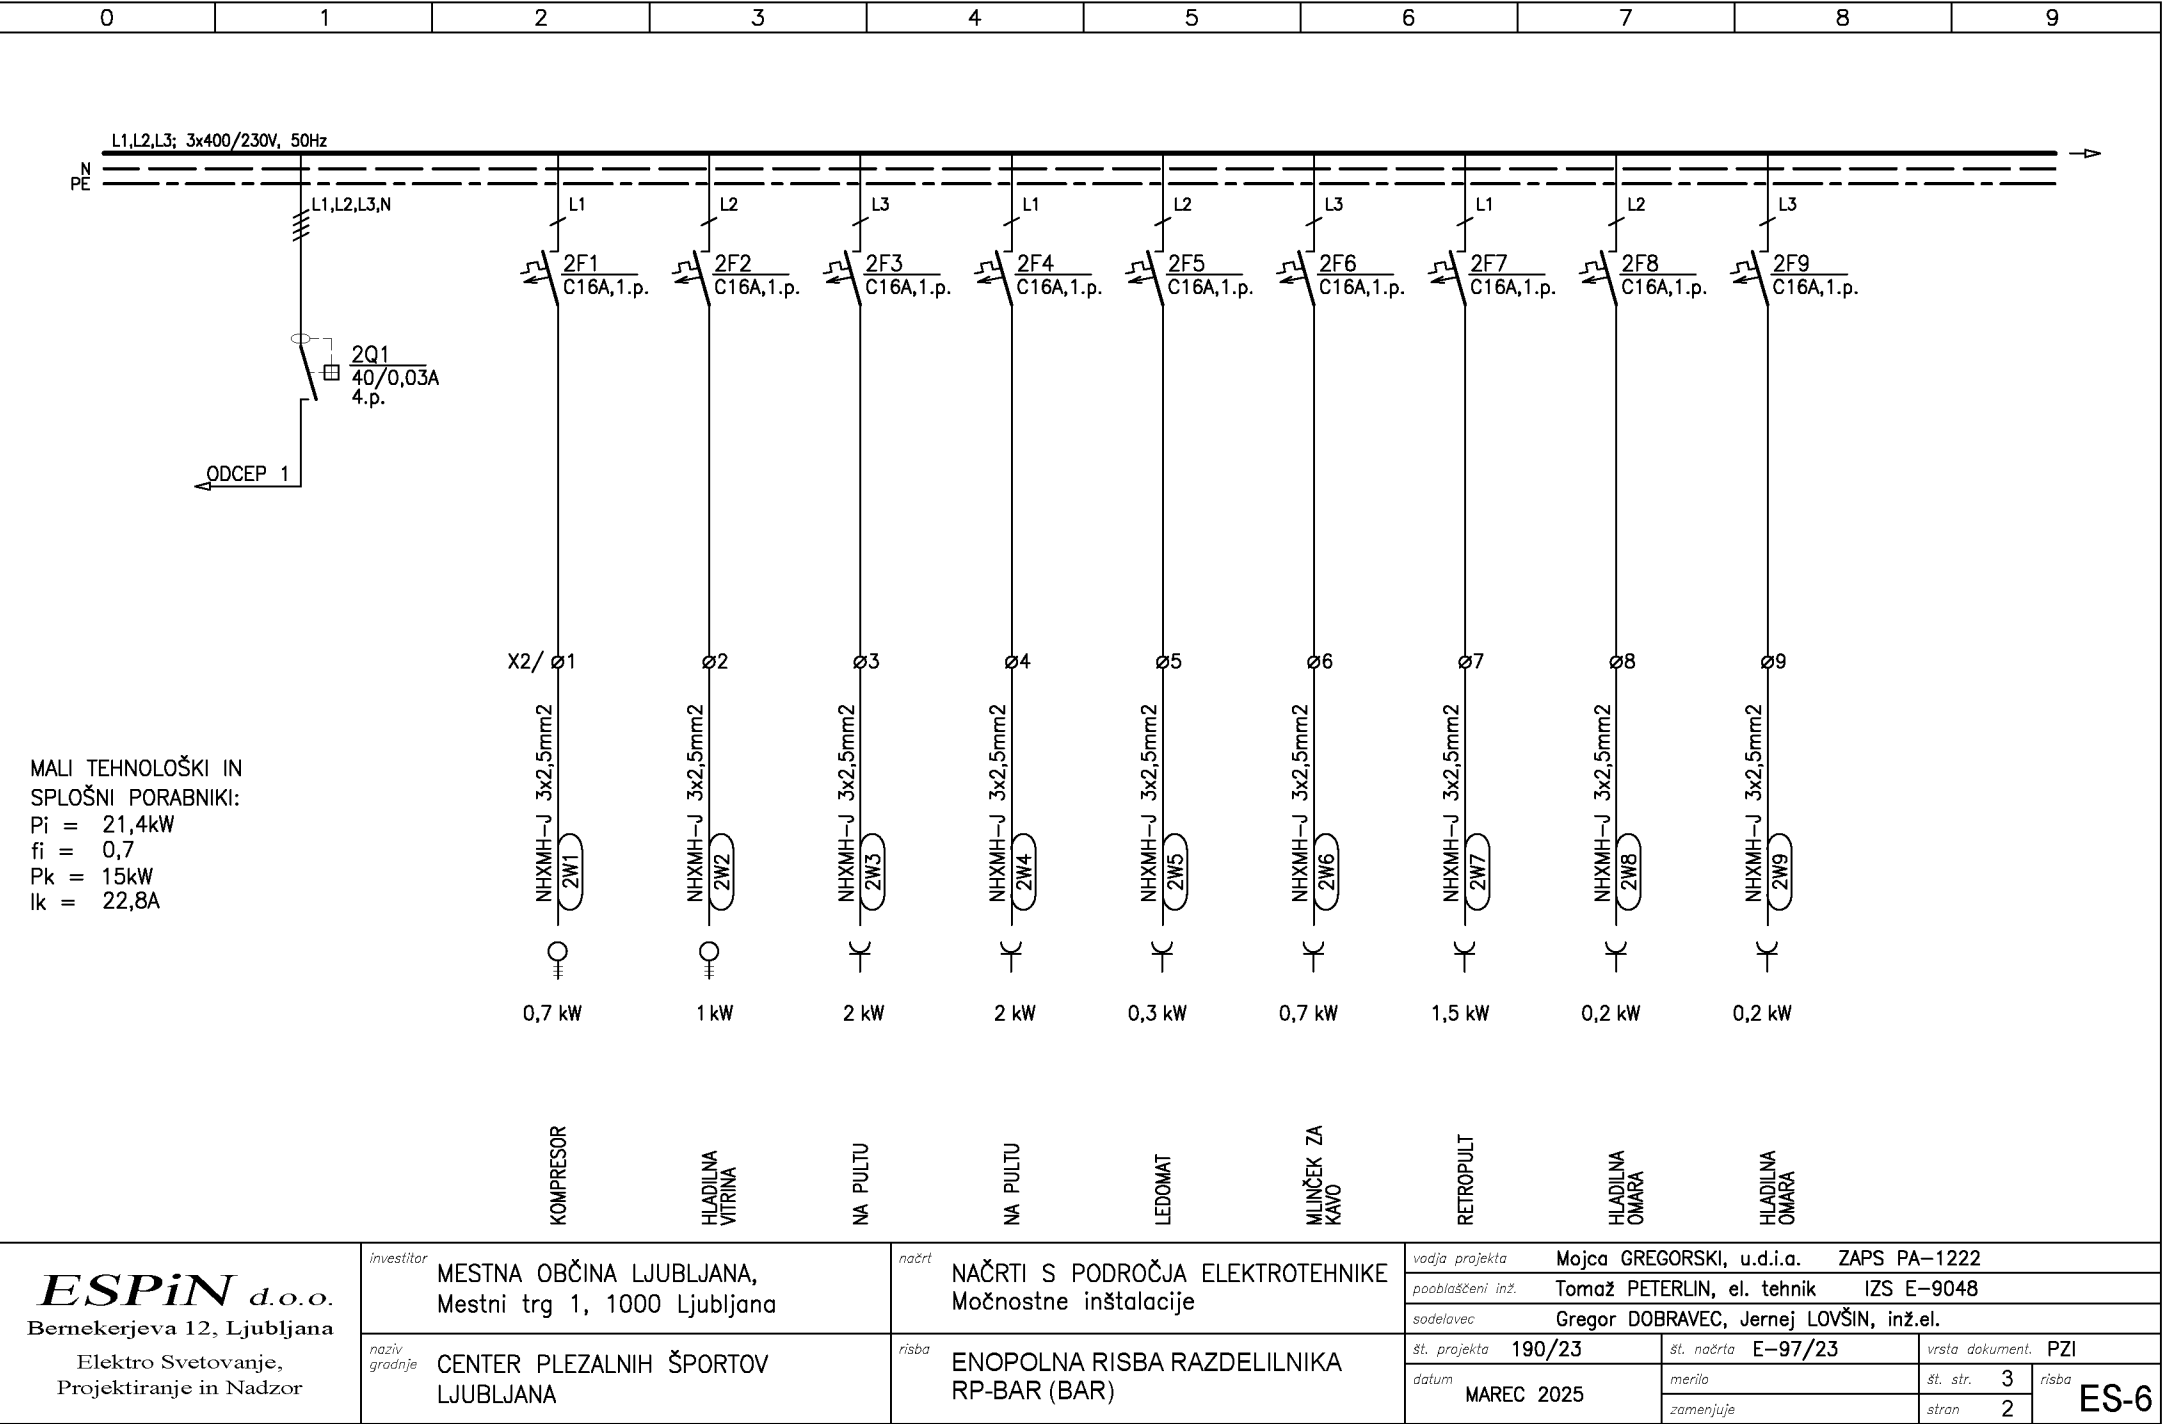 0 1 2 3 4 5 6 7 8 9
L1,L2,L3; 3x400/230V, 50Hz
N
PE
L1,L2,L3,N
L1 L2 L3 L1 L2 L3 L1 L2 L3
2F1 2F2 2F3 2F4 2F5 2F6 2F7 2F8 2F9
C16A,1.p. C16A,1.p. C16A,1.p. C16A,1.p. C16A,1.p. C16A,1.p. C16A,1.p. C16A,1.p. C16A,1.p.
2Q1
40/0,03A
4.p.
ODCEP 1
X2/ 1 2 3 4 5 6 7 8 9
NHXMH-J 3x2,5mm2
2W1
NHXMH-J 3x2,5mm2
2W2
NHXMH-J 3x2,5mm2
2W3
NHXMH-J 3x2,5mm2
2W4
NHXMH-J 3x2,5mm2
2W5
NHXMH-J 3x2,5mm2
2W6
NHXMH-J 3x2,5mm2
2W7
NHXMH-J 3x2,5mm2
2W8
NHXMH-J 3x2,5mm2
2W9
MALI TEHNOLOŠKI IN
SPLOŠNI PORABNIKI:
Pi = 21,4kW
fi = 0,7
Pk = 15kW
Ik = 22,8A
0,7 kW 1 kW 2 kW 2 kW 0,3 kW 0,7 kW 1,5 kW 0,2 kW 0,2 kW
KOMPRESOR
HLADILNA
VITRINA
NA PULTU
NA PULTU
LEDOMAT
MLINČEK ZA
KAVO
RETROPULT
HLADILNA
OMARA
HLADILNA
OMARA
ESPiN d.o.o.
Bernekerjeva 12, Ljubljana
Elektro Svetovanje,
Projektiranje in Nadzor
investitor
MESTNA OBČINA LJUBLJANA,
Mestni trg 1, 1000 Ljubljana
naziv
gradnje
CENTER PLEZALNIH ŠPORTOV
LJUBLJANA
načrt
NAČRTI S PODROČJA ELEKTROTEHNIKE
Močnostne inštalacije
risba
ENOPOLNA RISBA RAZDELILNIKA
RP-BAR (BAR)
vodja projekta Mojca GREGORSKI, u.d.i.a. ZAPS PA-1222
pooblaščeni inž. Tomaž PETERLIN, el. tehnik IZS E-9048
sodelavec Gregor DOBRAVEC, Jernej LOVŠIN, inž.el.
št. projekta 190/23 št. načrta E-97/23 vrsta dokument. PZI
datum MAREC 2025
merilo
zamenjuje
št. str. 3
stran 2
risba ES-6